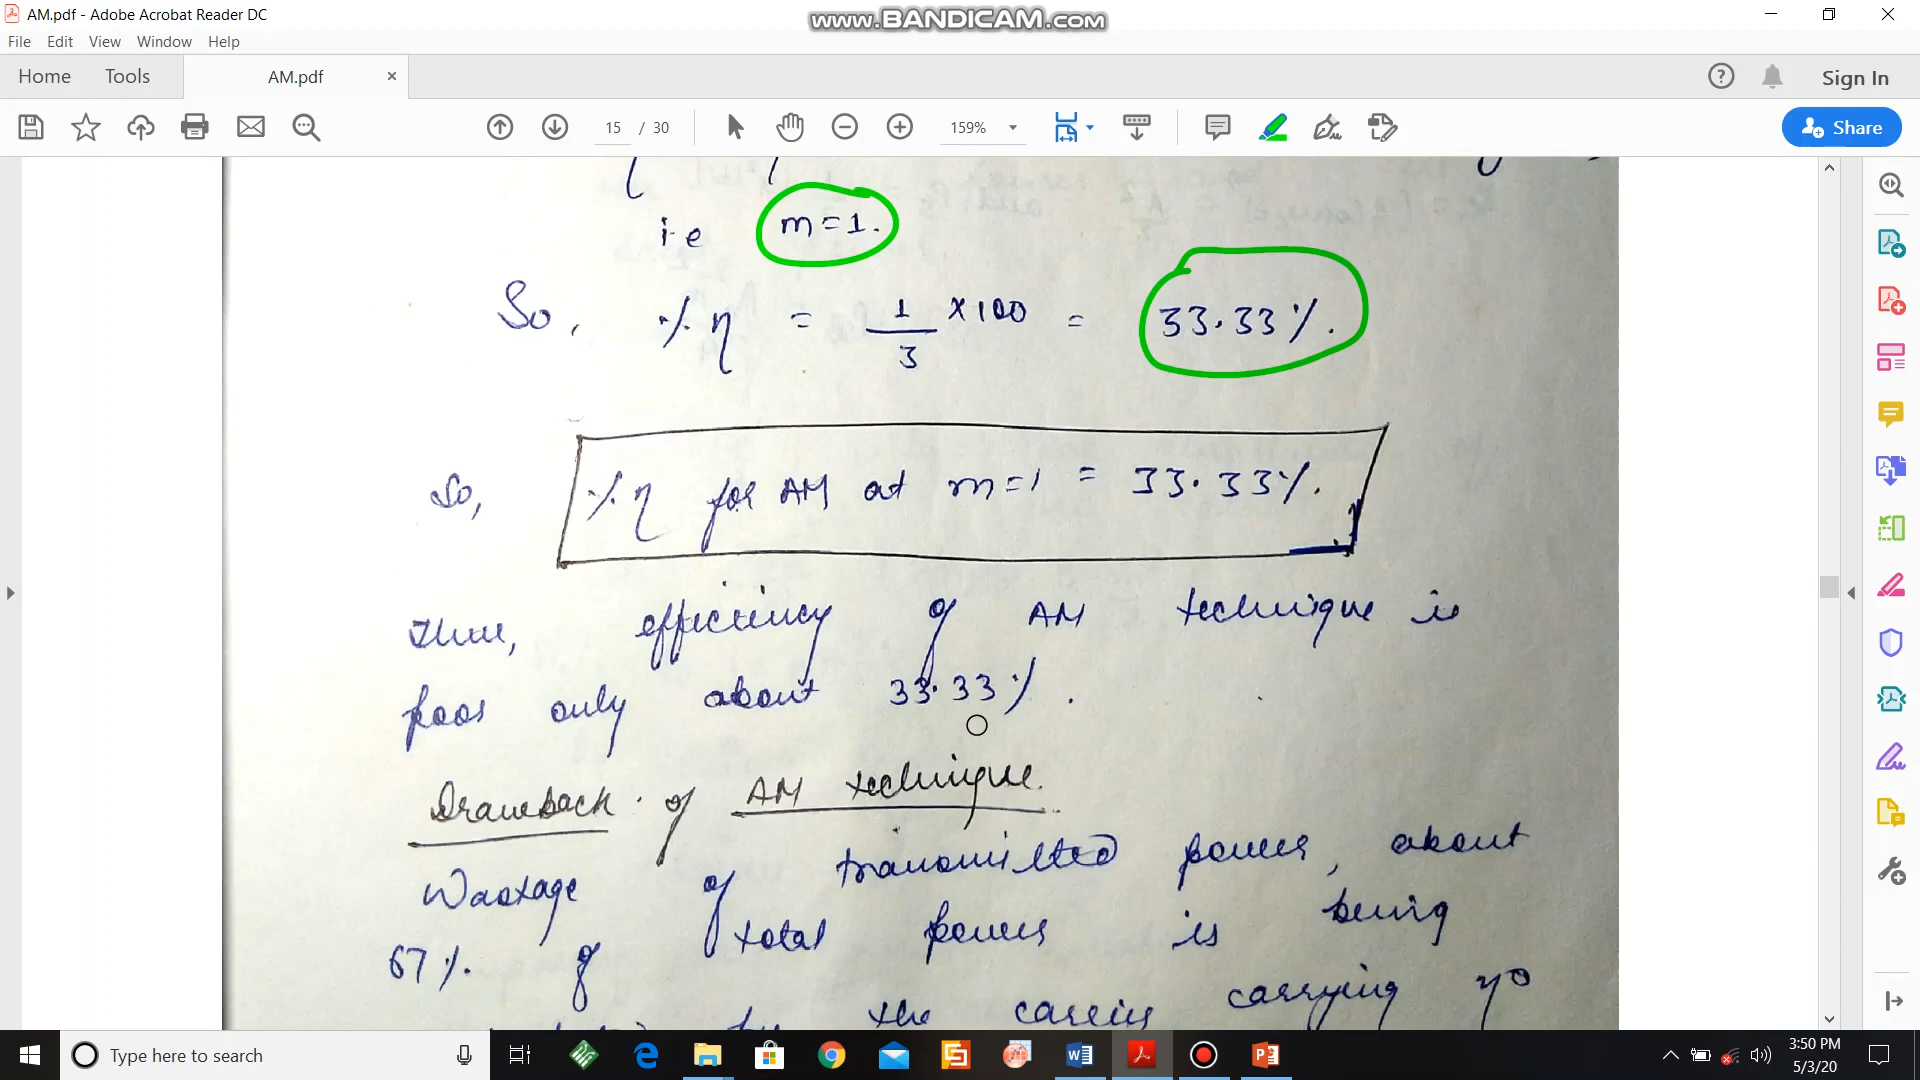 AM.pdf - Adobe Acrobat Reader DC
www.BANDICAM.com
File Edit View Window Help
Home Tools AM.pdf × Sign In
15 / 30 159% Share
i.e m=1.
So, % η = 1/3 ×100 = 33.33%.
So, % η for AM at m=1 = 33.33%.
Thus, efficiency of AM technique is
poor only about 33.33%.
Drawback of AM technique.
Wastage of transmitted power, about
67% of total power is being
the carrier carrying no
Type here to search
3:50 PM
5/3/20